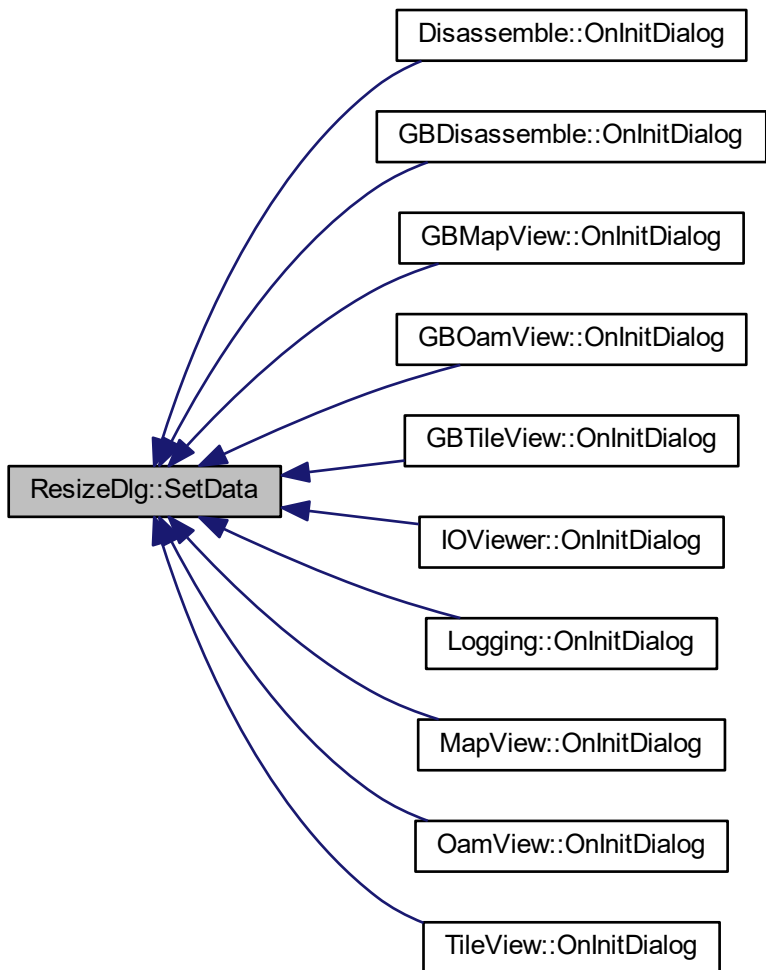 Disassemble::OnInitDialog
GBDisassemble::OnInitDialog
GBMapView::OnInitDialog
GBOamView::OnInitDialog
GBTileView::OnInitDialog
ResizeDlg::SetData
IOViewer::OnInitDialog
Logging::OnInitDialog
MapView::OnInitDialog
OamView::OnInitDialog
TileView::OnInitDialog